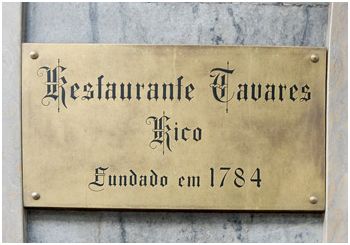 Restaurante Tavares
Rico
Fundado em 1784